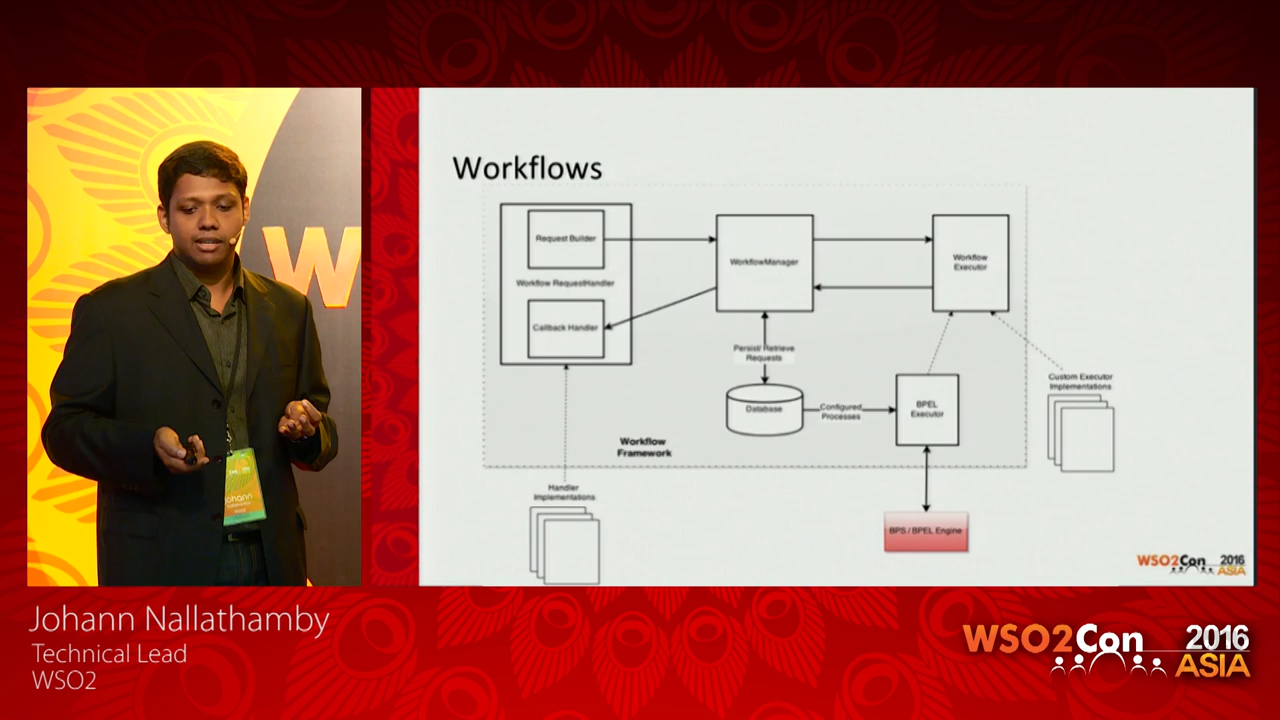 W
Johann
Workflows
Request Builder
Workflow RequestHandler
Callback Handler
WorkflowManager
Workflow
Executor
Persist/ Retrieve
Requests
Database
Configured
Processes
BPEL
Executor
Custom Executor
Implementations
Workflow
Framework
Handler
Implementations
BPS / BPEL Engine
WSO2Con 2016
ASIA
Johann Nallathamby
Technical Lead
WSO2
WSO2Con 2016
ASIA